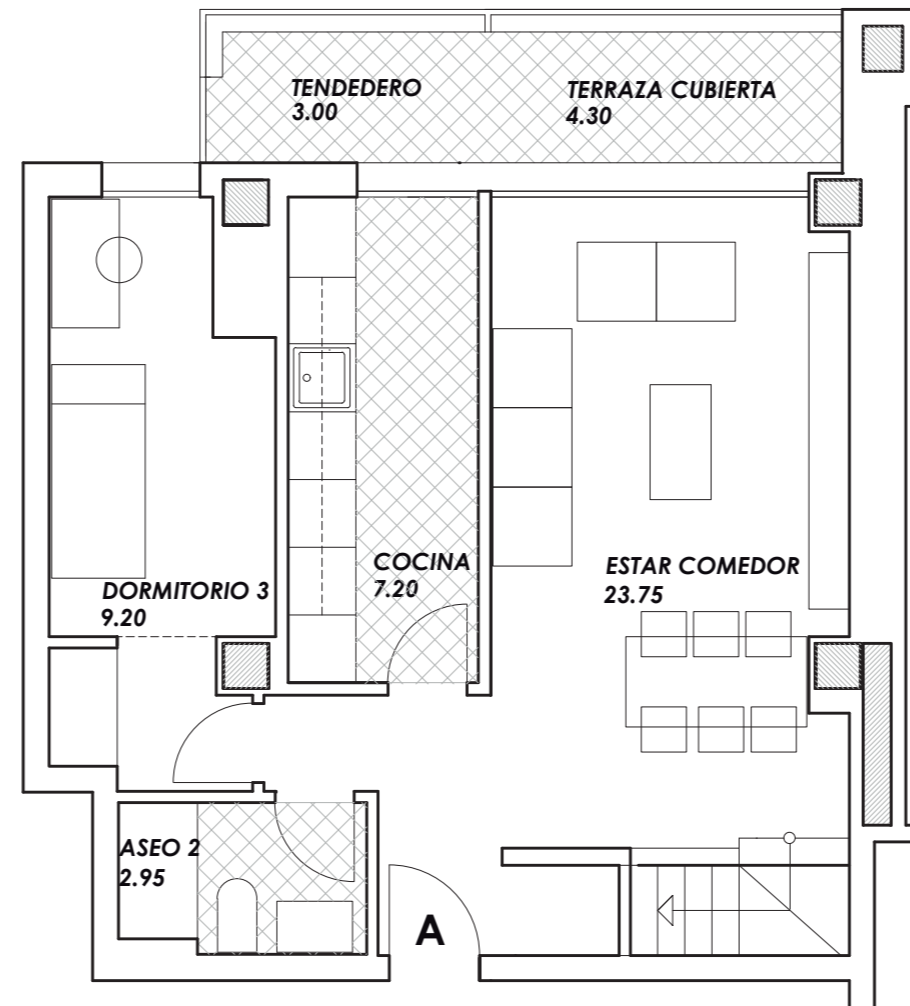 TENDEDERO
3.00
TERRAZA CUBIERTA
4.30
COCINA
7.20
ESTAR COMEDOR
23.75
DORMITORIO 3
9.20
ASEO 2
2.95
A